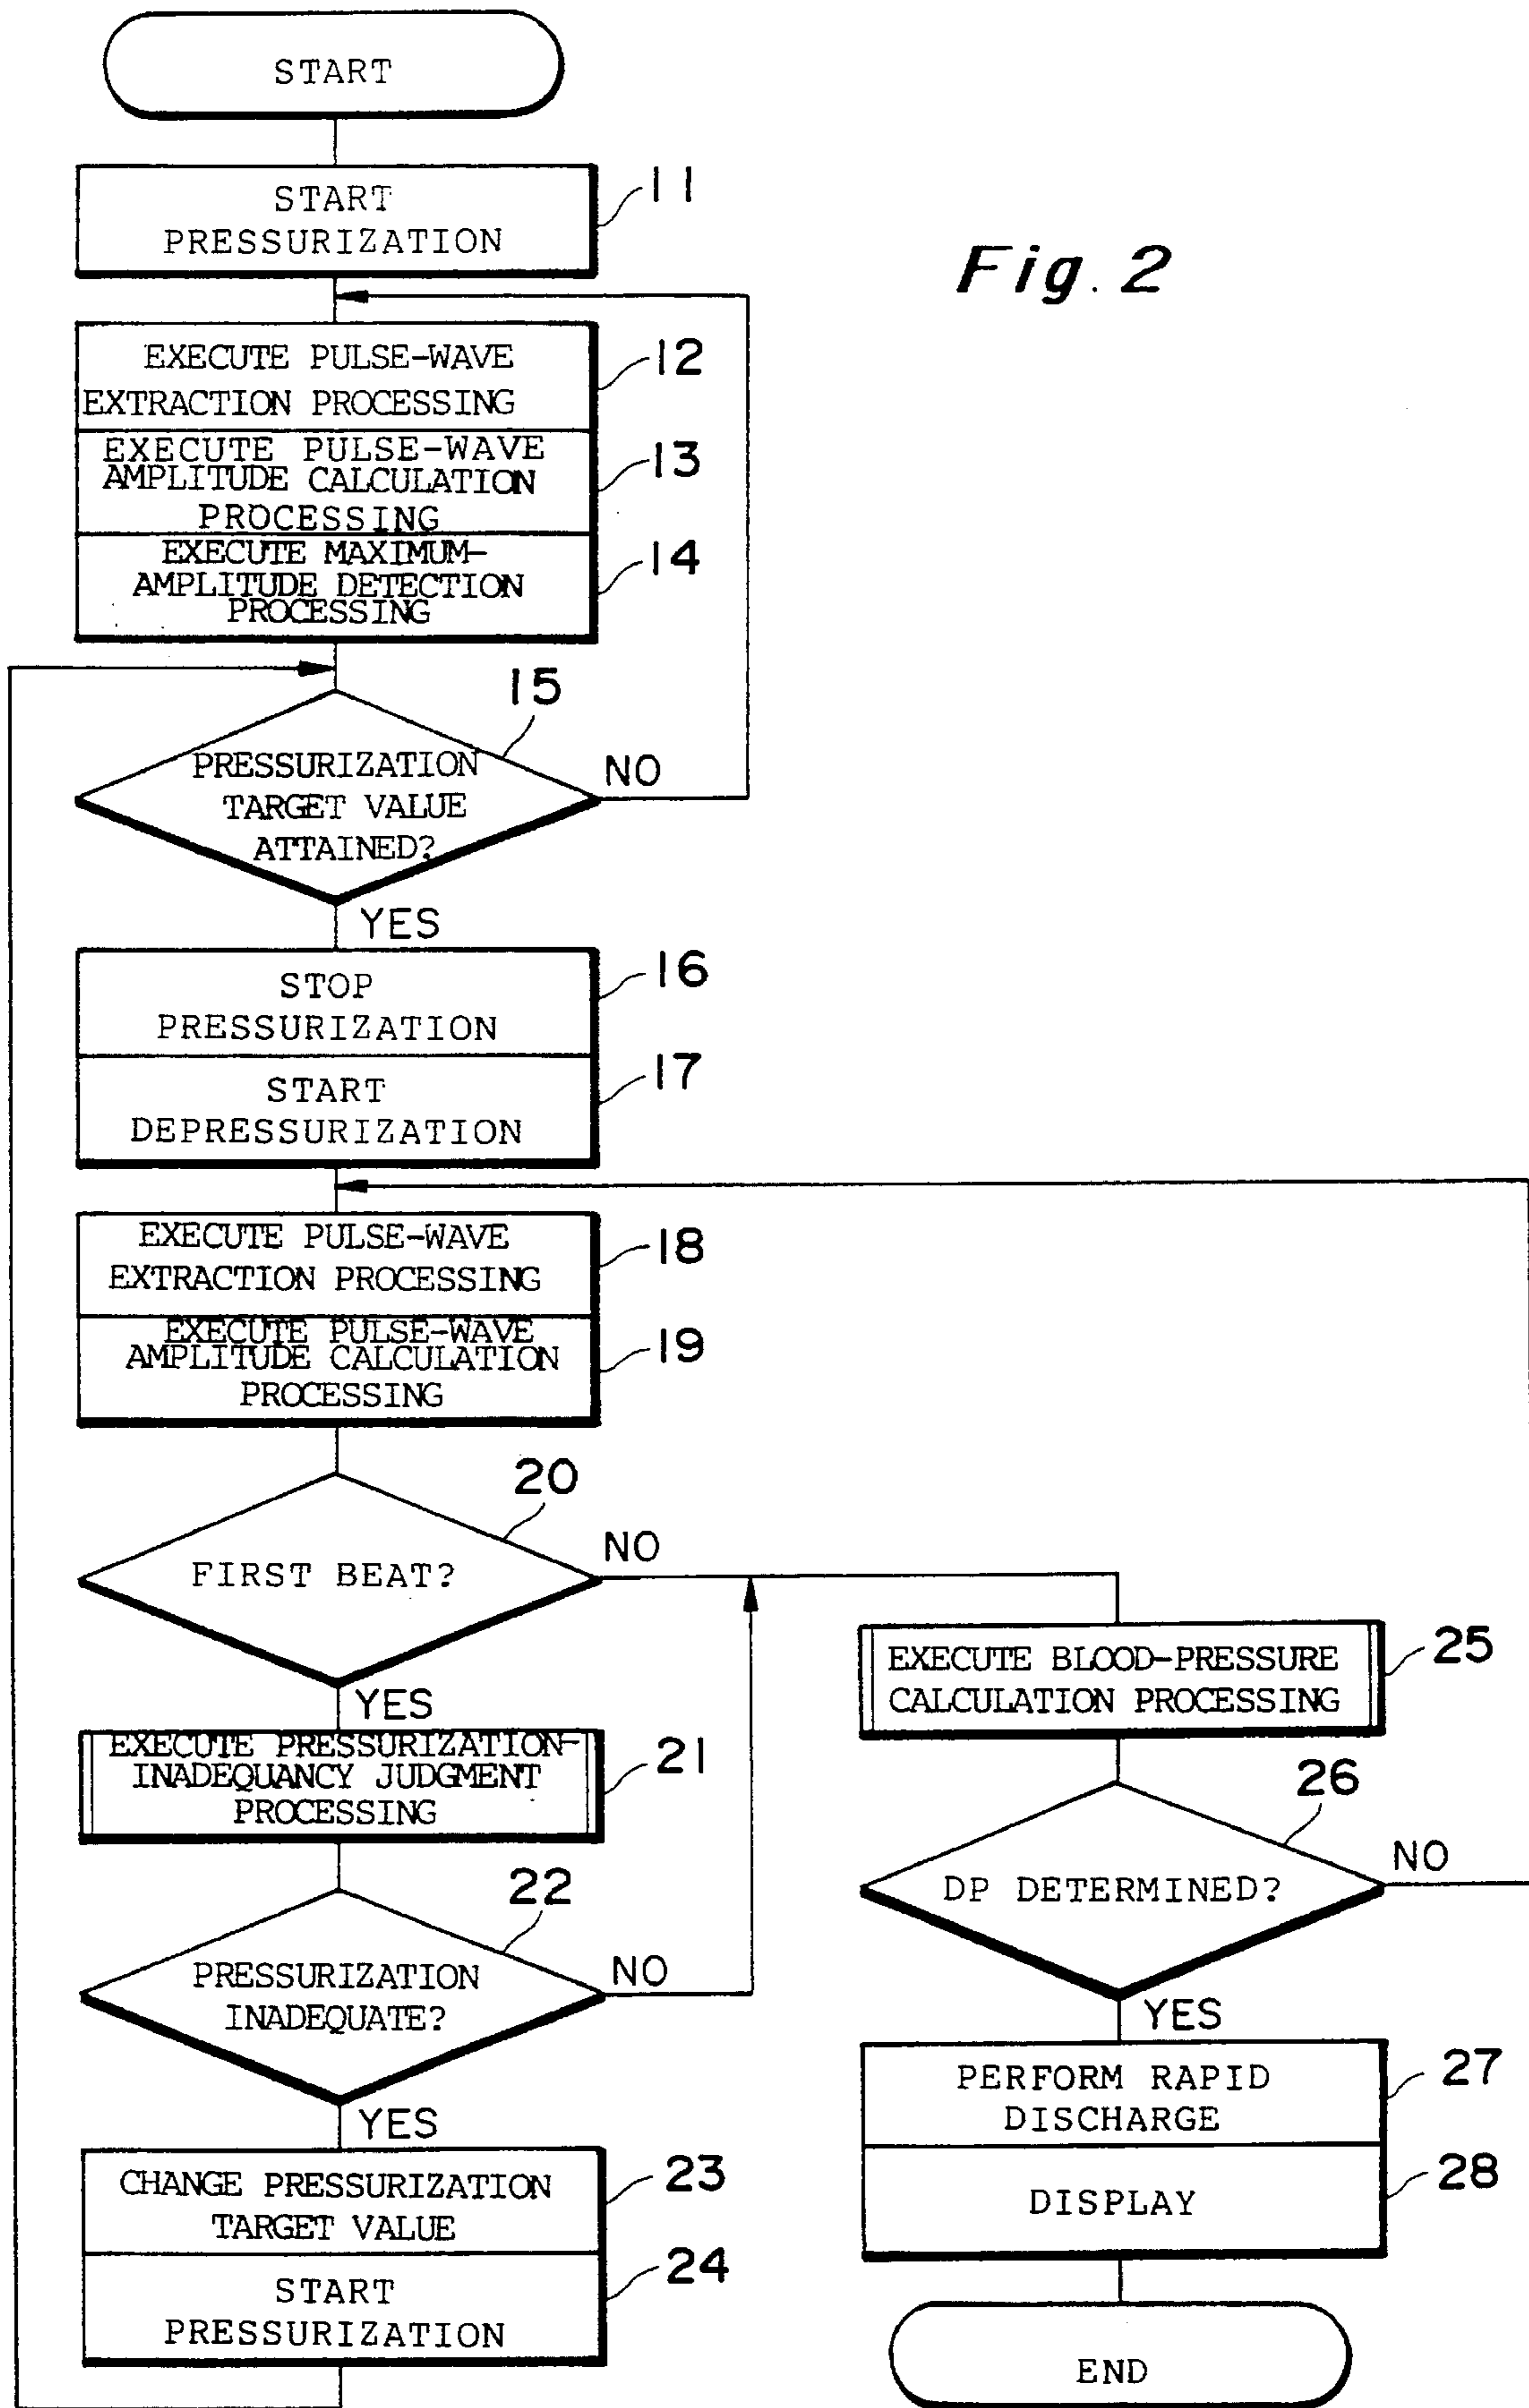 START
START
PRESSURIZATION
11
Fig. 2
EXECUTE PULSE-WAVE
EXTRACTION PROCESSING
12
EXECUTE PULSE-WAVE
AMPLITUDE CALCULATION
PROCESSING
13
EXECUTE MAXIMUM-
AMPLITUDE DETECTION
PROCESSING
14
15
PRESSURIZATION
TARGET VALUE
ATTAINED?
NO
YES
STOP
PRESSURIZATION
16
START
DEPRESSURIZATION
17
EXECUTE PULSE-WAVE
EXTRACTION PROCESSING
18
EXECUTE PULSE-WAVE
AMPLITUDE CALCULATION
PROCESSING
19
20
FIRST BEAT?
NO
YES
EXECUTE PRESSURIZATION-
INADEQUANCY JUDGMENT
PROCESSING
21
22
PRESSURIZATION
INADEQUATE?
NO
YES
CHANGE PRESSURIZATION
TARGET VALUE
23
START
PRESSURIZATION
24
EXECUTE BLOOD-PRESSURE
CALCULATION PROCESSING
25
26
DP DETERMINED?
NO
YES
PERFORM RAPID
DISCHARGE
27
DISPLAY
28
END